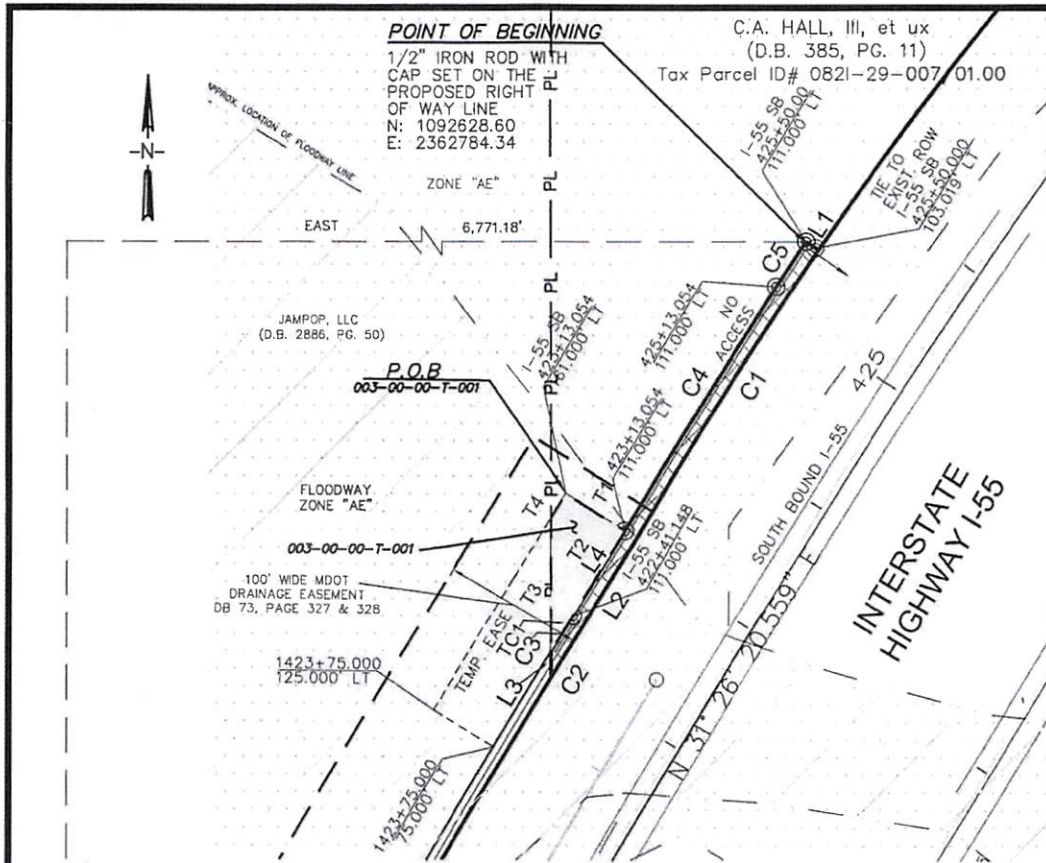 POINT OF BEGINNING
1/2" IRON ROD WITH
CAP SET ON THE
PROPOSED RIGHT
OF WAY LINE
N: 1092628.60
E: 2362784.34
C.A. HALL, III, et ux
(D.B. 385, PG. 11)
Tax Parcel ID# 082I-29-007 01.00
-N-
APPROX. LOCATION OF FLOODWAY LINE
ZONE "AE"
EAST
6,771.18'
PL
PL
PL
PL
PL
PL
PL
I-55 SB
425+50.00
111.000' LT
TIE TO
EXIST. ROW
I-55 SB
425+50.000
103.019' LT
L1
C5
JAMPOP, LLC
(D.B. 2886, PG. 50)
I-55 SB
423+13.054
161.000' LT
425+13.054
111.000' LT
NO
ACCESS
C4
C1
425
P.O.B
003-00-00-T-001
423+13.054
111.000' LT
T1
T4
FLOODWAY
ZONE "AE"
003-00-00-T-001
T2
L4
I-55 SB
422+41.148
111.000' LT
SOUTH BOUND I-55
INTERSTATE
HIGHWAY I-55
100' WIDE MDOT
DRAINAGE EASEMENT
DB 73, PAGE 327 & 328
T3
TEMP. EASE
TC1
C3
L2
L3
C2
1423+75.000
125.000' LT
1423+75.000
75.000' LT
N 31° 26' 20.559" E